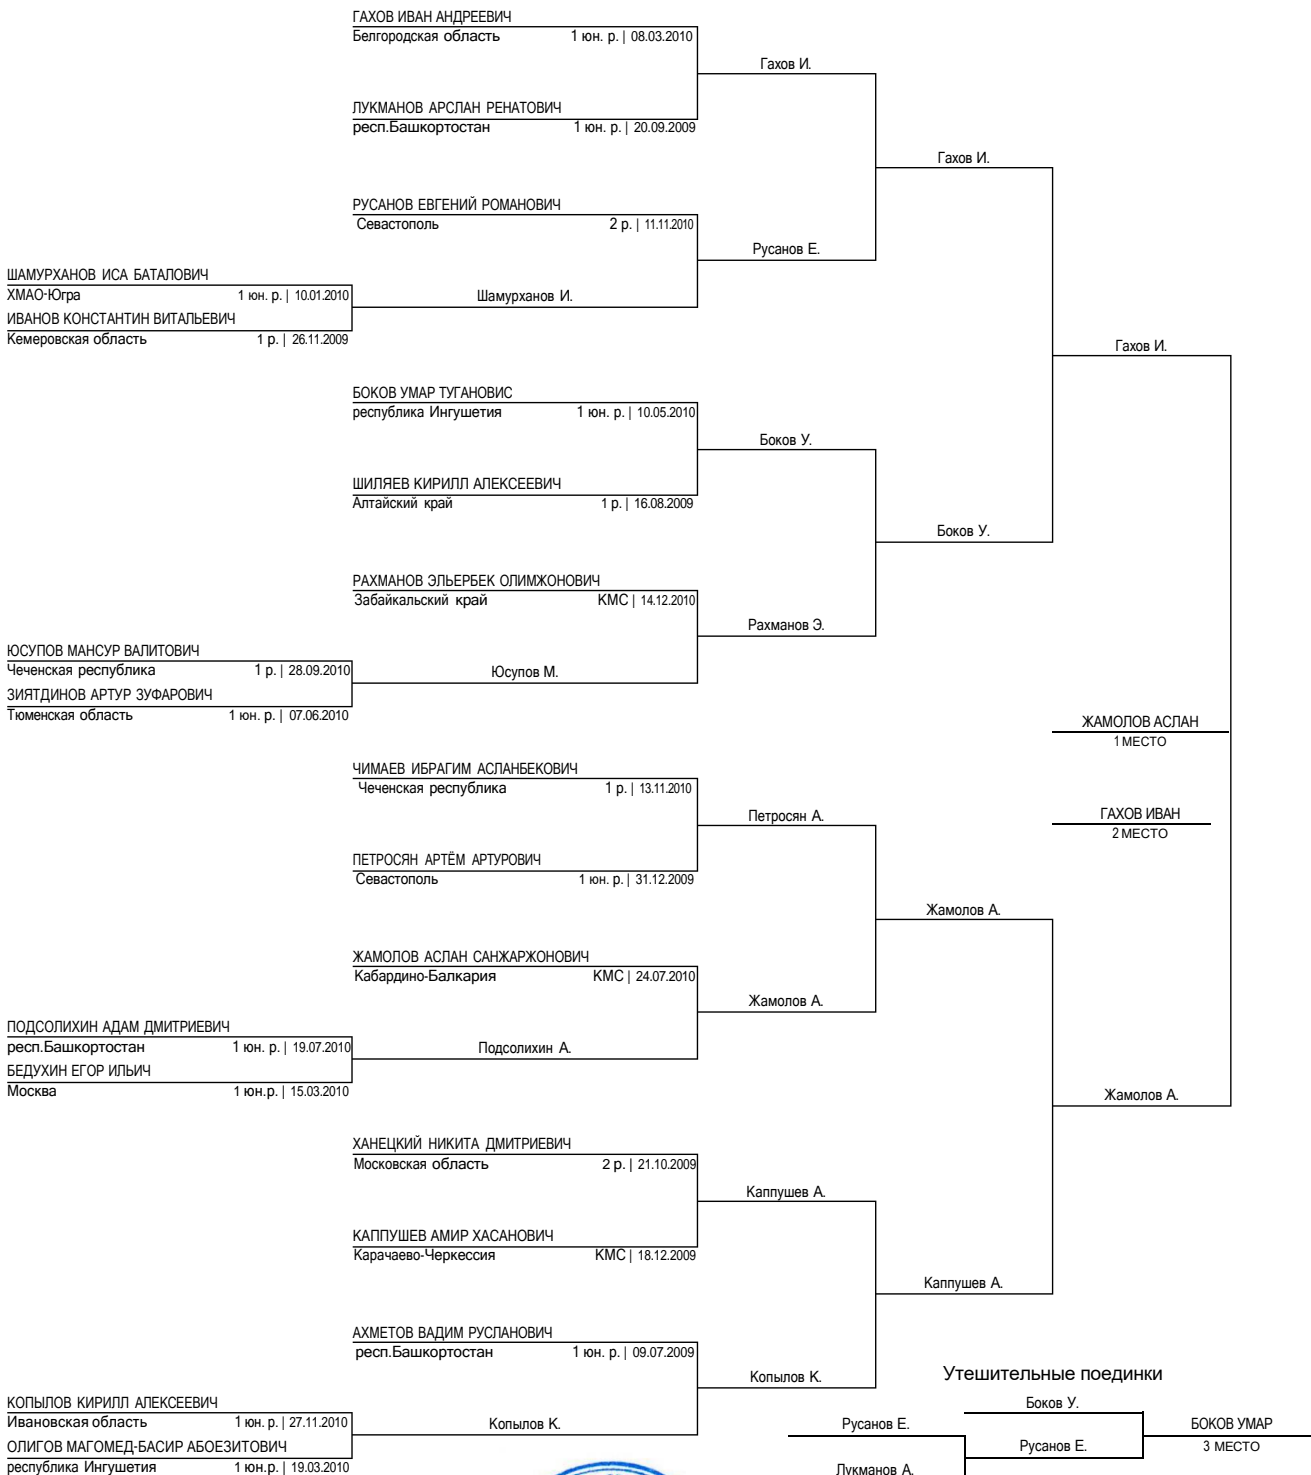 ГАХОВ ИВАН АНДРЕЕВИЧ
Белгородская область 1 юн. р. | 08.03.2010
Гахов И.
ЛУКМАНОВ АРСЛАН РЕНАТОВИЧ
респ.Башкортостан 1 юн. р. | 20.09.2009
Гахов И.
РУСАНОВ ЕВГЕНИЙ РОМАНОВИЧ
Севастополь 2 р. | 11.11.2010
Русанов Е.
ШАМУРХАНОВ ИСА БАТАЛОВИЧ
ХМАО-Югра 1 юн. р. | 10.01.2010
Шамурханов И.
ИВАНОВ КОНСТАНТИН ВИТАЛЬЕВИЧ
Кемеровская область 1 р. | 26.11.2009
Гахов И.
БОКОВ УМАР ТУГАНОВИС
республика Ингушетия 1 юн. р. | 10.05.2010
Боков У.
ШИЛЯЕВ КИРИЛЛ АЛЕКСЕЕВИЧ
Алтайский край 1 р. | 16.08.2009
Боков У.
РАХМАНОВ ЭЛЬЕРБЕК ОЛИМЖОНОВИЧ
Забайкальский край КМС | 14.12.2010
Рахманов Э.
ЮСУПОВ МАНСУР ВАЛИТОВИЧ
Чеченская республика 1 р. | 28.09.2010
Юсупов М.
ЗИЯТДИНОВ АРТУР ЗУФАРОВИЧ
Тюменская область 1 юн. р. | 07.06.2010
ЖАМОЛОВ АСЛАН
1 МЕСТО
ЧИМАЕВ ИБРАГИМ АСЛАНБЕКОВИЧ
Чеченская республика 1 р. | 13.11.2010
Петросян А.
ГАХОВ ИВАН
2 МЕСТО
ПЕТРОСЯН АРТЁМ АРТУРОВИЧ
Севастополь 1 юн. р. | 31.12.2009
Жамолов А.
ЖАМОЛОВ АСЛАН САНЖАРЖОНОВИЧ
Кабардино-Балкария КМС | 24.07.2010
Жамолов А.
ПОДСОЛИХИН АДАМ ДМИТРИЕВИЧ
респ.Башкортостан 1 юн. р. | 19.07.2010
Подсолихин А.
БЕДУХИН ЕГОР ИЛЬИЧ
Москва 1 юн.р. | 15.03.2010
Жамолов А.
ХАНЕЦКИЙ НИКИТА ДМИТРИЕВИЧ
Московская область 2 р. | 21.10.2009
Каппушев А.
КАППУШЕВ АМИР ХАСАНОВИЧ
Карачаево-Черкессия КМС | 18.12.2009
Каппушев А.
АХМЕТОВ ВАДИМ РУСЛАНОВИЧ
респ.Башкортостан 1 юн. р. | 09.07.2009
Копылов К.
Утешительные поединки
КОПЫЛОВ КИРИЛЛ АЛЕКСЕЕВИЧ
Боков У.
Ивановская область 1 юн. р. | 27.11.2010
Копылов К.
Русанов Е.
БОКОВ УМАР
ОЛИГОВ МАГОМЕД-БАСИР АБОЕЗИТОВИЧ
Русанов Е.
3 МЕСТО
республика Ингушетия 1 юн.р. | 19.03.2010
Лукманов А.